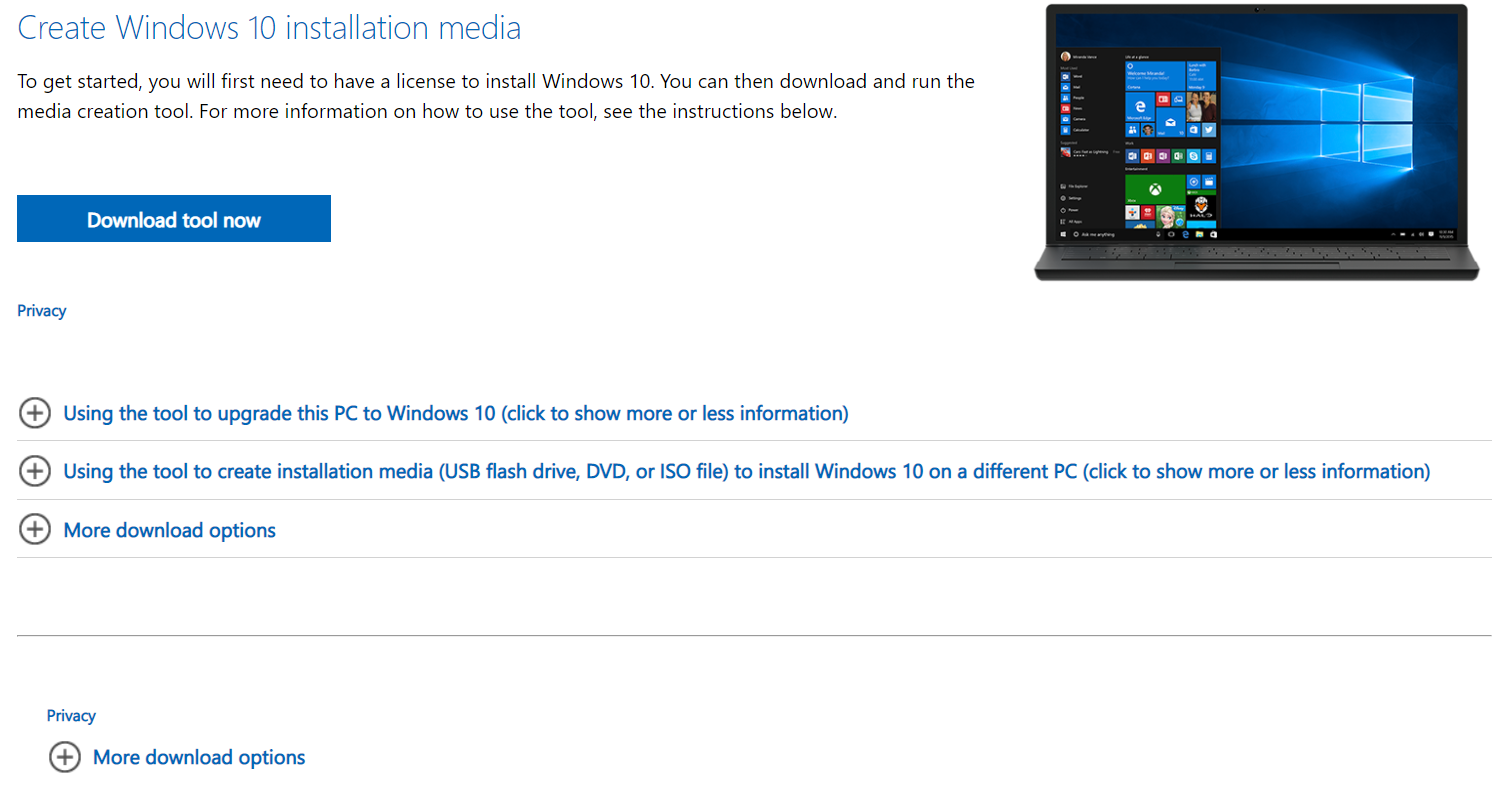 Create Windows 10 installation media
To get started, you will first need to have a license to install Windows 10. You can then download and run the
media creation tool. For more information on how to use the tool, see the instructions below.
Download tool now
Privacy
Using the tool to upgrade this PC to Windows 10 (click to show more or less information)
Using the tool to create installation media (USB flash drive, DVD, or ISO file) to install Windows 10 on a different PC (click to show more or less information)
More download options
Privacy
More download options